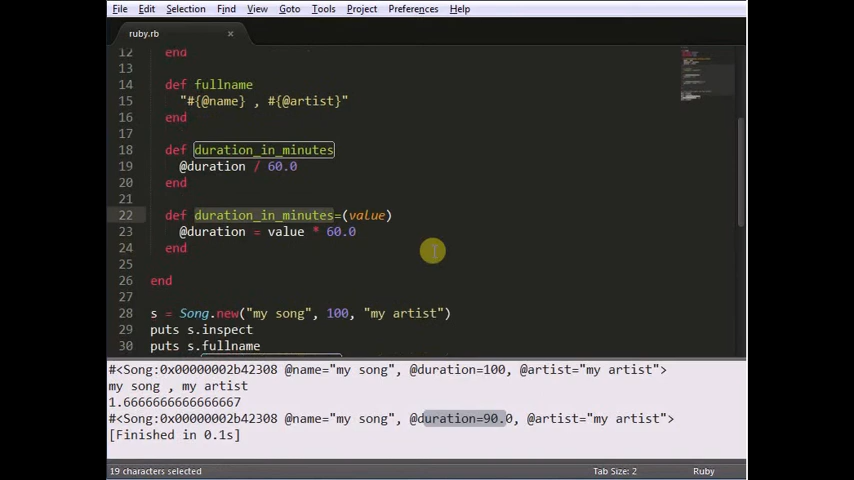 File Edit Selection Find View Goto Tools Project Preferences Help
ruby.rb ×
12 end
13
14 def fullname
15 "#{@name} , #{@artist}"
16 end
17
18 def duration_in_minutes
19 @duration / 60.0
20 end
21
22 def duration_in_minutes=(value)
23 @duration = value * 60.0
24 end
25
26 end
27
28 s = Song.new("my song", 100, "my artist")
29 puts s.inspect
30 puts s.fullname
#<Song:0x00000002b42308 @name="my song", @duration=100, @artist="my artist">
my song , my artist
1.6666666666666667
#<Song:0x00000002b42308 @name="my song", @duration=90.0, @artist="my artist">
[Finished in 0.1s]
19 characters selected Tab Size: 2 Ruby